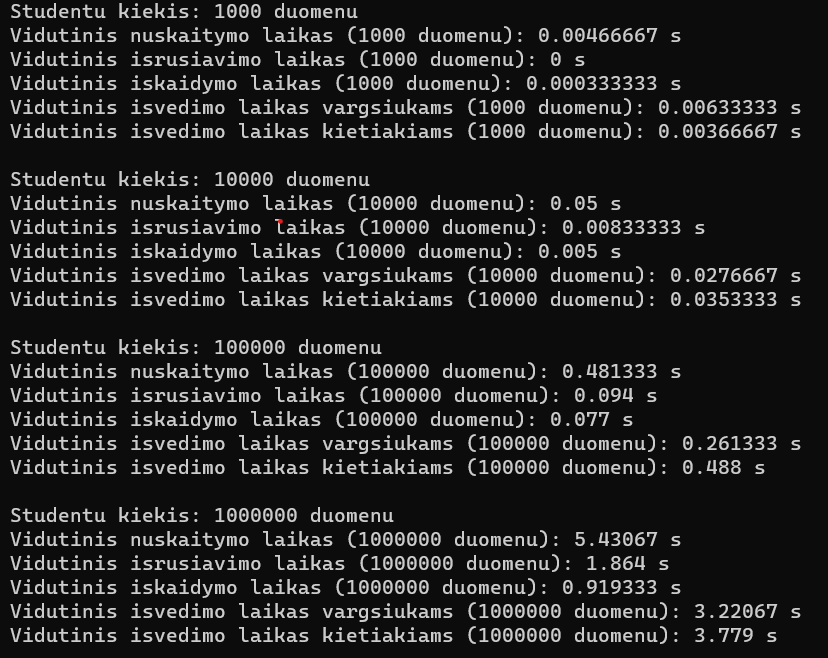 Studentu kiekis: 1000 duomenu
Vidutinis nuskaitymo laikas (1000 duomenu): 0.00466667 s
Vidutinis isrusiavimo laikas (1000 duomenu): 0 s
Vidutinis iskaidymo laikas (1000 duomenu): 0.000333333 s
Vidutinis isvedimo laikas vargsiukams (1000 duomenu): 0.00633333 s
Vidutinis isvedimo laikas kietiakiams (1000 duomenu): 0.00366667 s
Studentu kiekis: 10000 duomenu
Vidutinis nuskaitymo laikas (10000 duomenu): 0.05 s
Vidutinis isrusiavimo laikas (10000 duomenu): 0.00833333 s
Vidutinis iskaidymo laikas (10000 duomenu): 0.005 s
Vidutinis isvedimo laikas vargsiukams (10000 duomenu): 0.0276667 s
Vidutinis isvedimo laikas kietiakiams (10000 duomenu): 0.0353333 s
Studentu kiekis: 100000 duomenu
Vidutinis nuskaitymo laikas (100000 duomenu): 0.481333 s
Vidutinis isrusiavimo laikas (100000 duomenu): 0.094 s
Vidutinis iskaidymo laikas (100000 duomenu): 0.077 s
Vidutinis isvedimo laikas vargsiukams (100000 duomenu): 0.261333 s
Vidutinis isvedimo laikas kietiakiams (100000 duomenu): 0.488 s
Studentu kiekis: 1000000 duomenu
Vidutinis nuskaitymo laikas (1000000 duomenu): 5.43067 s
Vidutinis isrusiavimo laikas (1000000 duomenu): 1.864 s
Vidutinis iskaidymo laikas (1000000 duomenu): 0.919333 s
Vidutinis isvedimo laikas vargsiukams (1000000 duomenu): 3.22067 s
Vidutinis isvedimo laikas kietiakiams (1000000 duomenu): 3.779 s